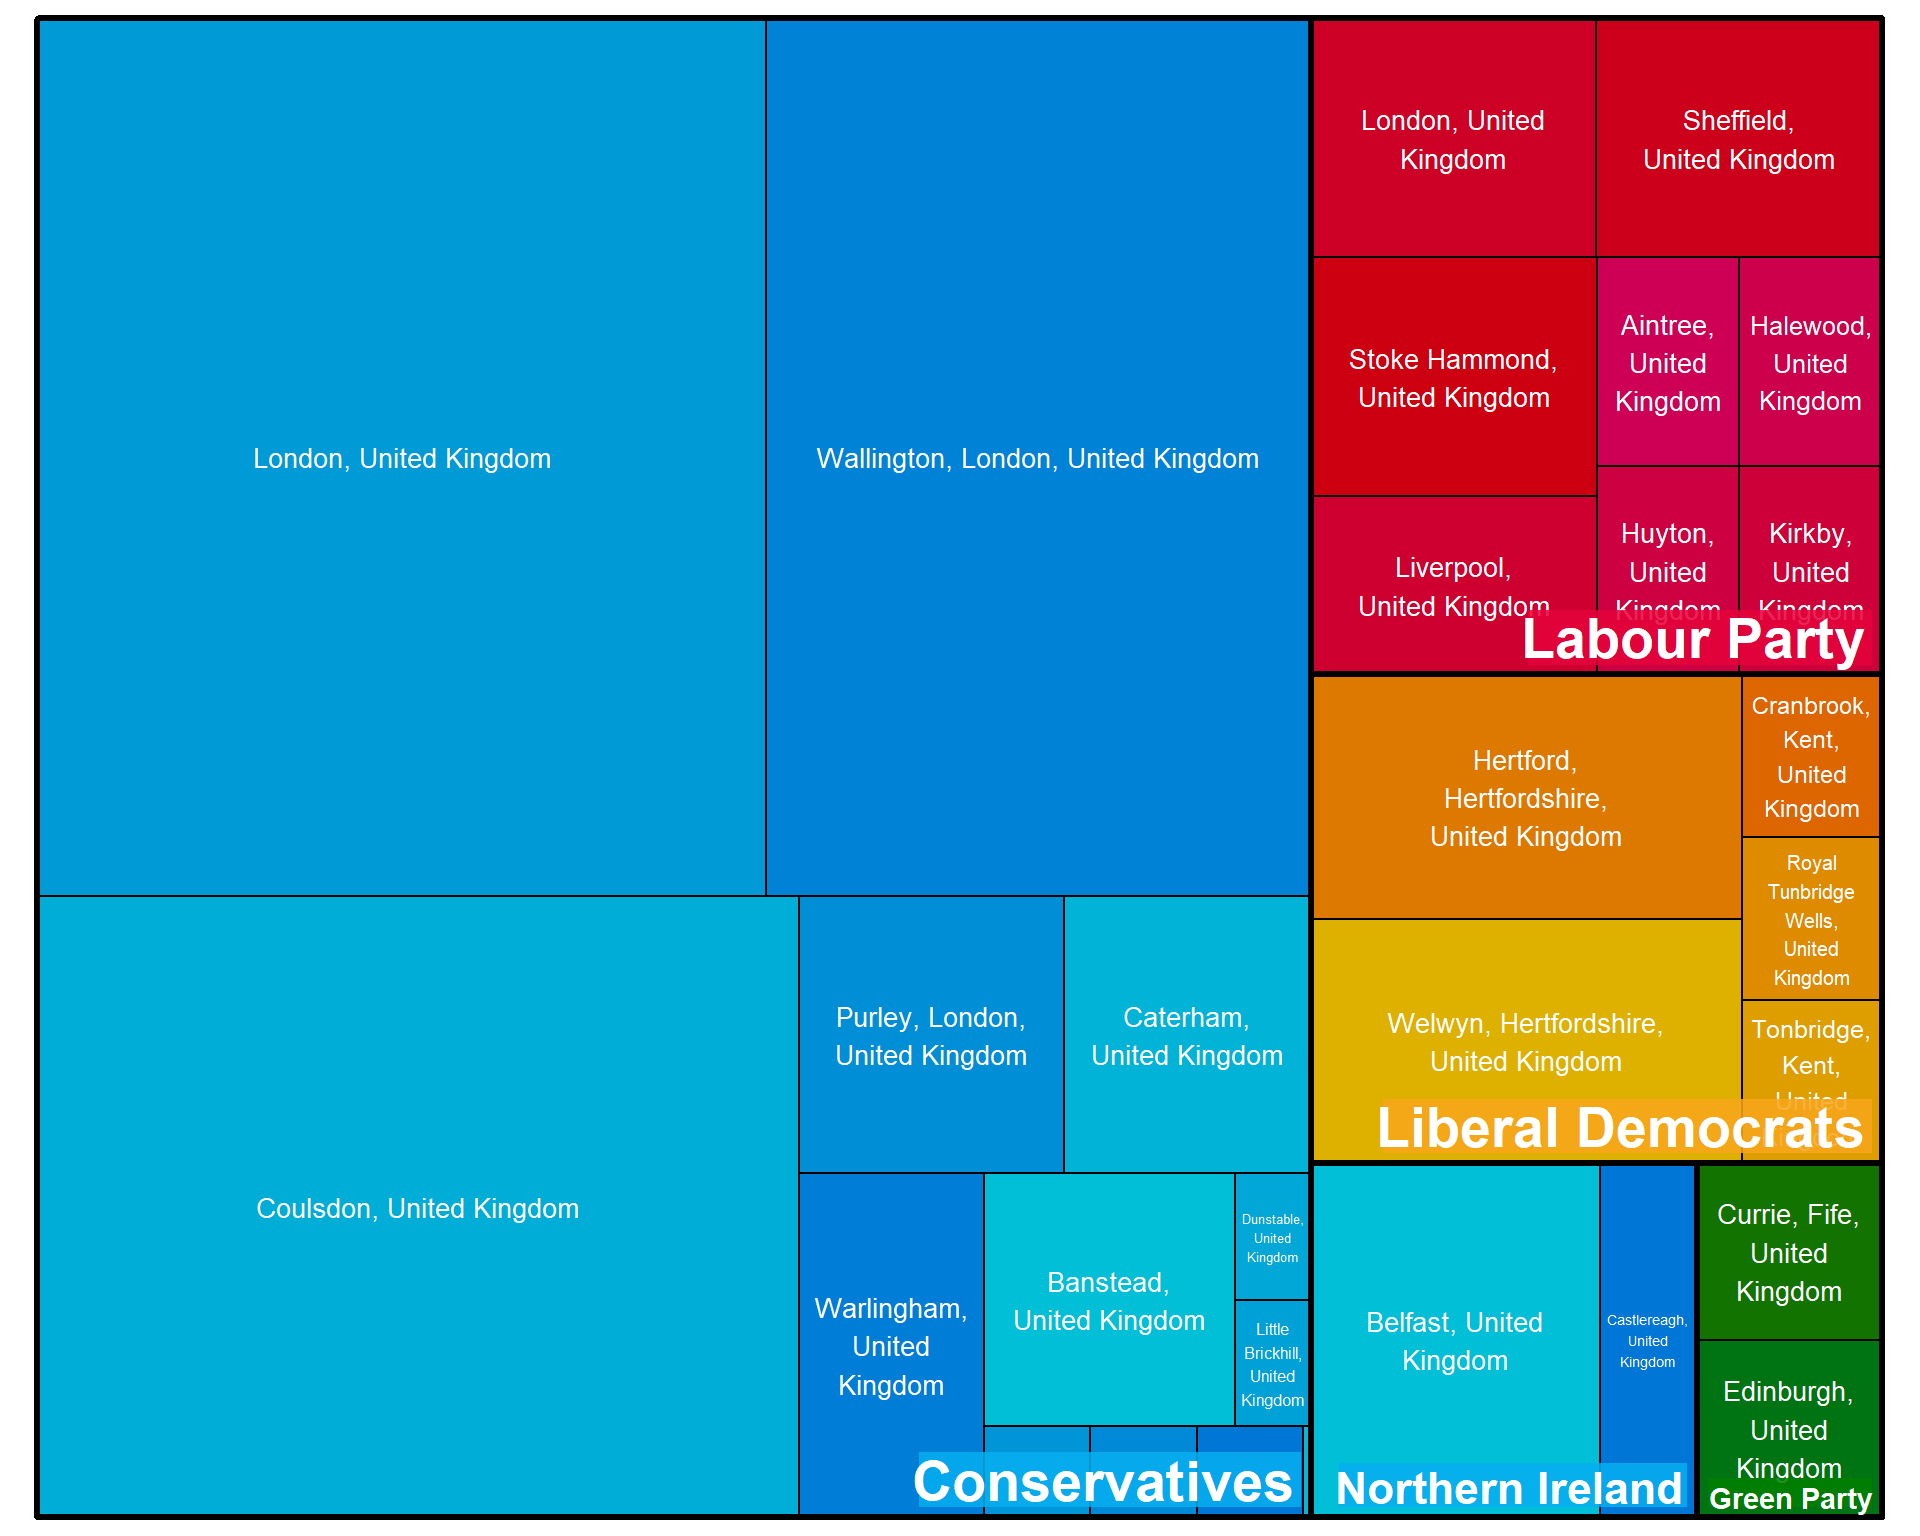 London, United Kingdom
Wallington, London, United Kingdom
Coulsdon, United Kingdom
Purley, London,
United Kingdom
Caterham,
United Kingdom
Warlingham,
United
Kingdom
Banstead,
United Kingdom
Dunstable,
United
Kingdom
Little
Brickhill,
United
Kingdom
Conservatives
London, United
Kingdom
Sheffield,
United Kingdom
Stoke Hammond,
United Kingdom
Aintree,
United
Kingdom
Halewood,
United
Kingdom
Liverpool,
United Kingdom
Huyton,
United
Kingdom
Kirkby,
United
Kingdom
Labour Party
Hertford,
Hertfordshire,
United Kingdom
Cranbrook,
Kent,
United
Kingdom
Royal
Tunbridge
Wells,
United
Kingdom
Welwyn, Hertfordshire,
United Kingdom
Tonbridge,
Kent,
United
Liberal Democrats
Belfast, United
Kingdom
Castlereagh,
United
Kingdom
Northern Ireland
Currie, Fife,
United
Kingdom
Edinburgh,
United
Kingdom
Green Party